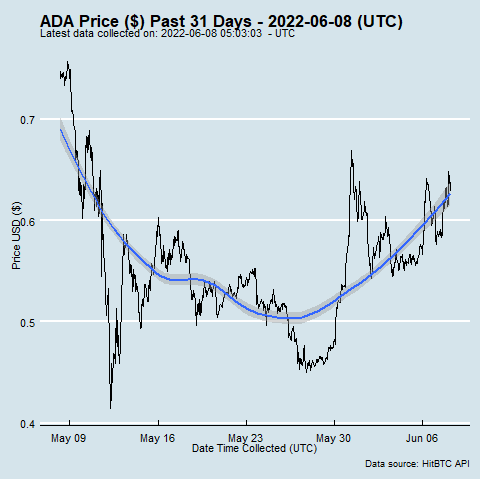 ADA Price ($) Past 31 Days - 2022-06-08 (UTC)
Latest data collected on: 2022-06-08 05:03:03  - UTC
Price USD ($)
0.7
0.6
0.5
0.4
May 09
May 16
May 23
May 30
Jun 06
Date Time Collected (UTC)
Data source: HitBTC API